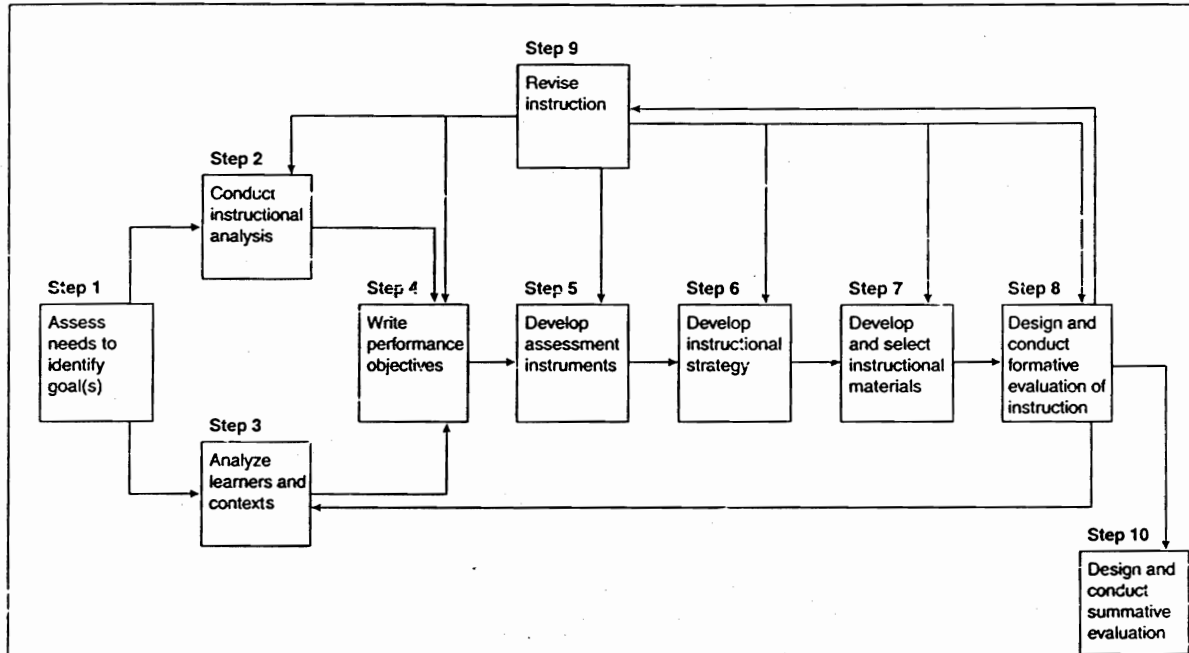 Step 9
Revise
instruction
Step 2
Conduct
instructional
analysis
Step 1
Assess
needs to
identify
goal(s)
Step 3
Analyze
learners and
contexts
Step 4
Write
performance
objectives
Step 5
Develop
assessment
instruments
Step 6
Develop
instructional
strategy
Step 7
Develop
and select
instructional
materials
Step 8
Design and
conduct
formative
evaluation of
instruction
Step 10
Design and
conduct
summative
evaluation